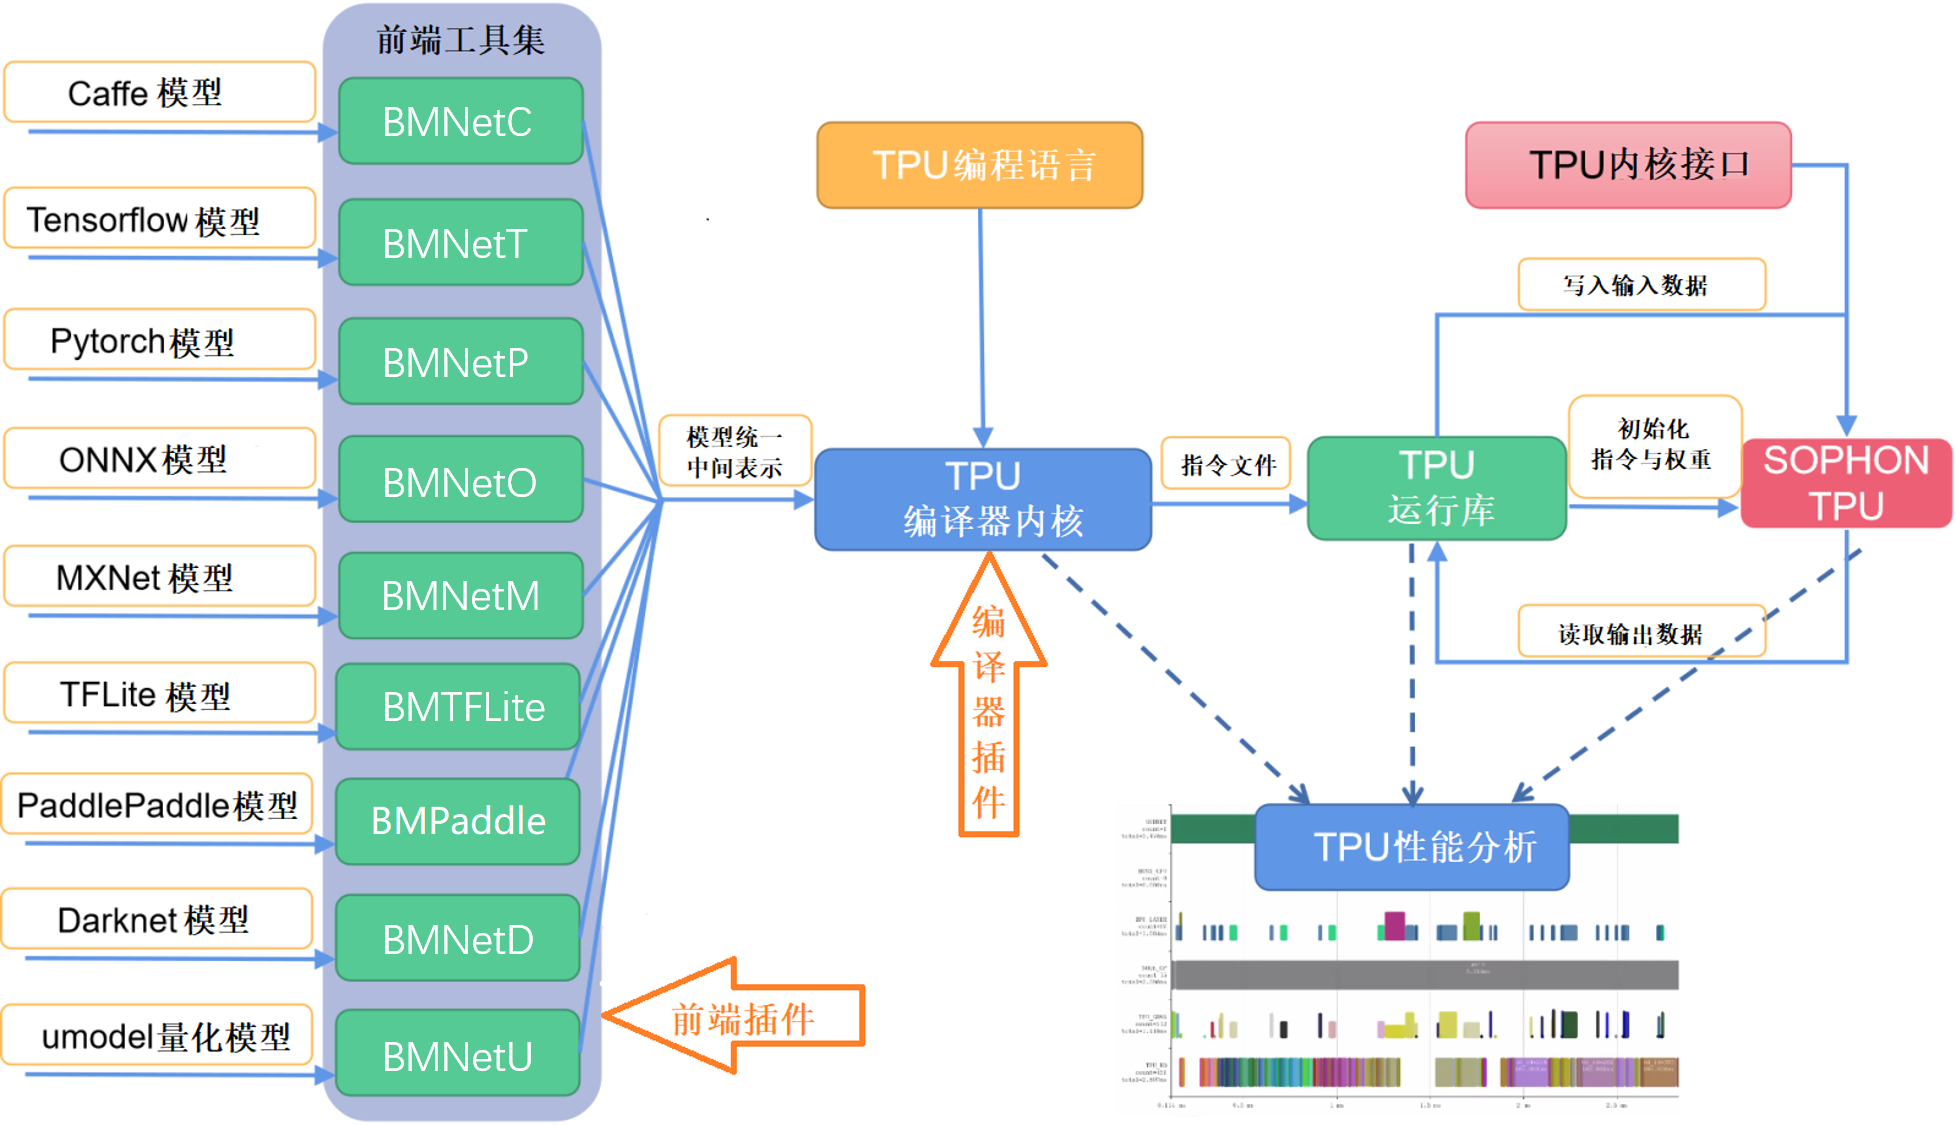 前端工具集
Caffe 模型
BMNetC
Tensorflow 模型
BMNetT
Pytorch模型
BMNetP
ONNX模型
BMNetO
MXNet 模型
BMNetM
TFLite 模型
BMTFLite
PaddlePaddle模型
BMPaddle
Darknet 模型
BMNetD
umodel量化模型
BMNetU
前端插件
模型统一
中间表示
TPU编程语言
TPU
编译器内核
编译器插件
指令文件
TPU
运行库
TPU内核接口
写入输入数据
初始化
指令与权重
SOPHON
TPU
读取输出数据
TPU性能分析
1 ms
2 ms